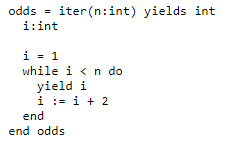 odds = iter(n:int) yields int
  i:int

  i = 1
  while i < n do
    yield i
    i := i + 2
  end
end odds